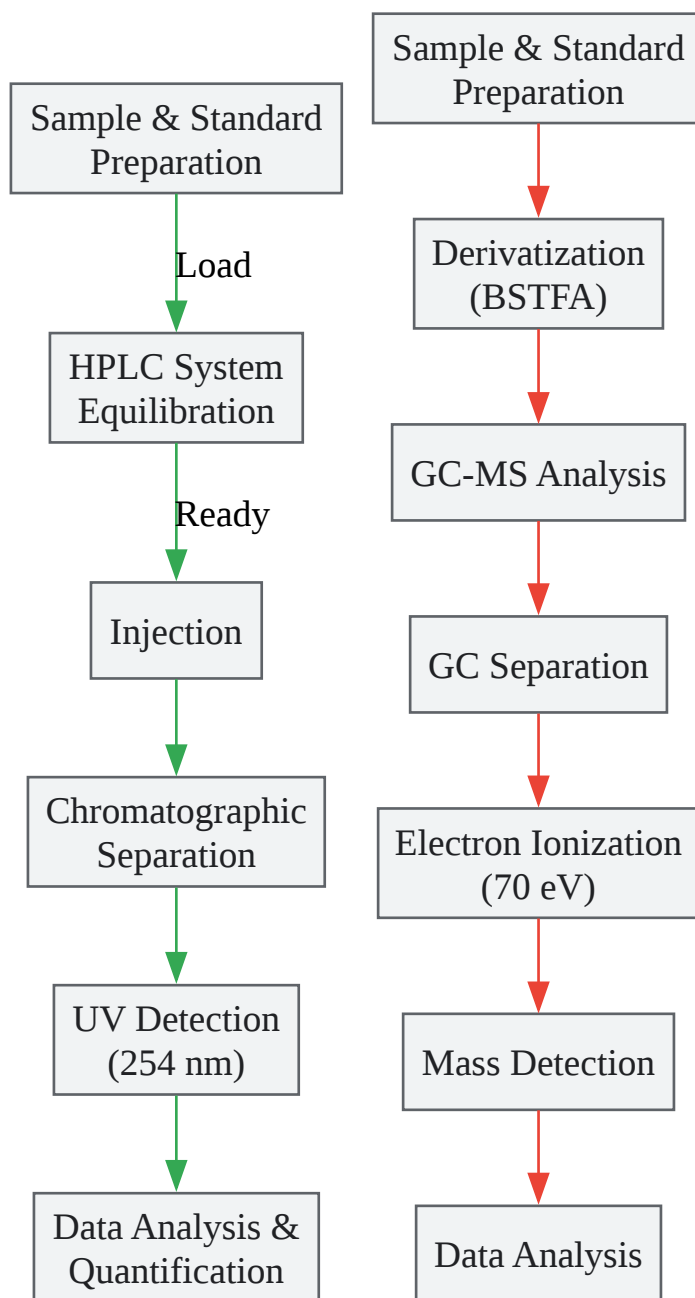 Sample & Standard
Preparation
Load
HPLC System
Equilibration
Ready
Injection
Chromatographic
Separation
UV Detection
(254 nm)
Data Analysis &
Quantification
Sample & Standard
Preparation
Derivatization
(BSTFA)
GC-MS Analysis
GC Separation
Electron Ionization
(70 eV)
Mass Detection
Data Analysis